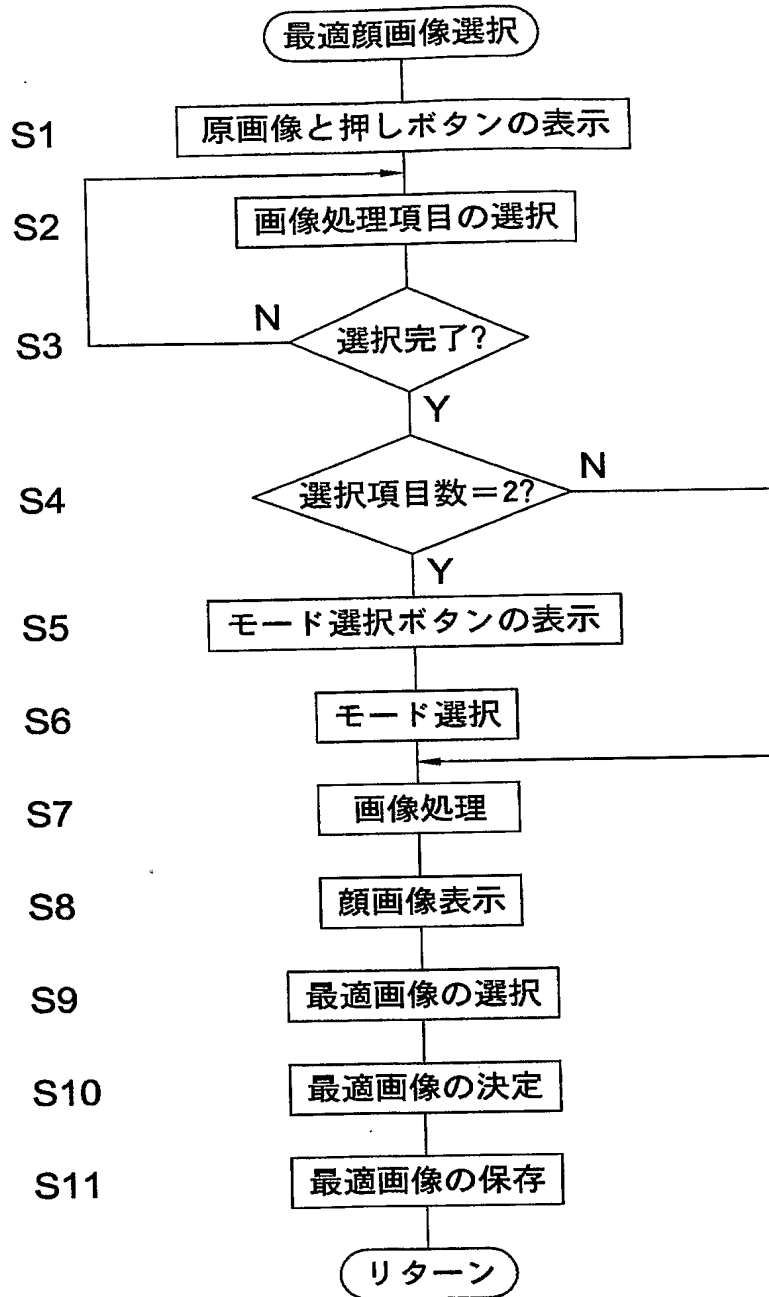 最適顔画像選択
S1 原画像と押しボタンの表示
S2 画像処理項目の選択
S3 N 選択完了?
Y
S4 選択項目数=2? N
Y
S5 モード選択ボタンの表示
S6 モード選択
S7 画像処理
S8 顔画像表示
S9 最適画像の選択
S10 最適画像の決定
S11 最適画像の保存
リターン